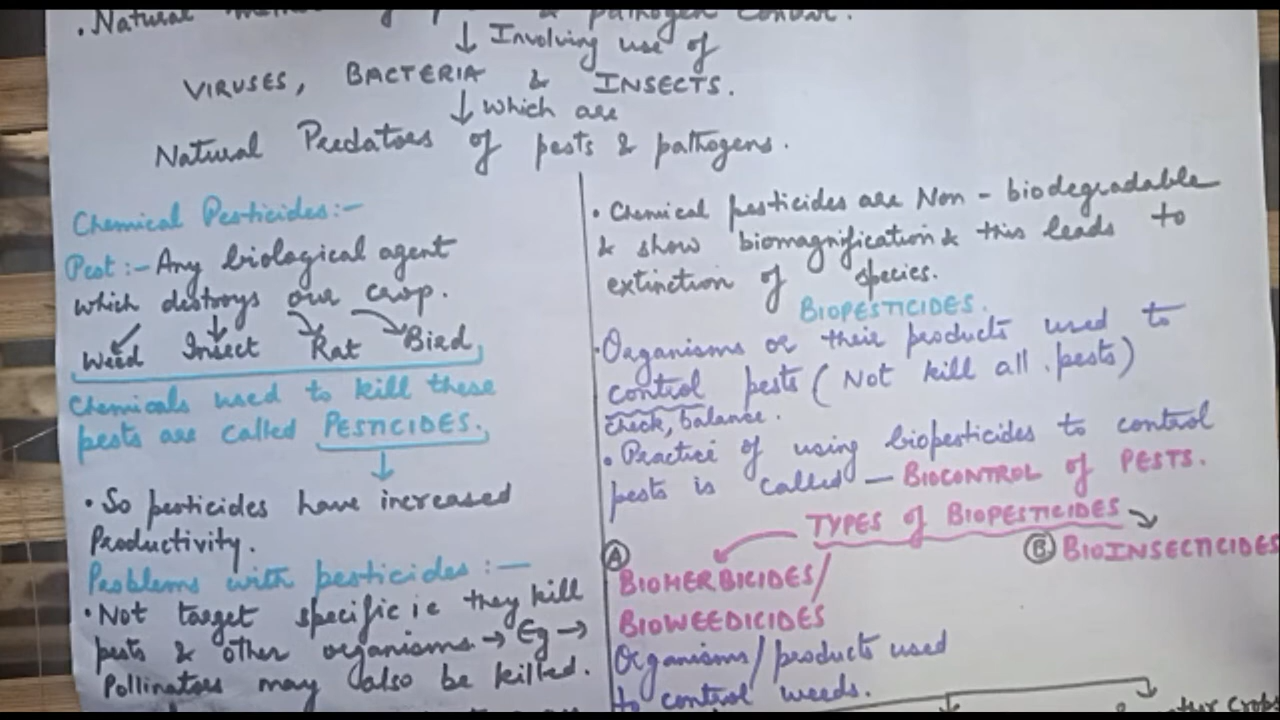 . Natural
& pathogen control.
↓ Involving use of
VIRUSES, BACTERIA & INSECTS.
↓ which are
Natural Predators of pests & pathogens.
Chemical Pesticides:-
Pest:- Any biological agent
which destroys our crop.
Weed Insect Rat Bird
Chemicals used to kill these
pests are called PESTICIDES.
• So pesticides have increased
Productivity.
Problems with pesticides:—
• Not target specific i.e they kill
pests & other organisms → Eg →
Pollinators may also be killed.
• Chemical pesticides are Non-biodegradable
& show biomagnification & this leads to
extinction of species.
BIOPESTICIDES.
• Organisms or their products used to
control pests (Not kill all pests)
check, balance.
• Practice of using biopesticides to control
pests is called — BIOCONTROL of PESTS.
TYPES of BIOPESTICIDES
Ⓐ BIOHERBICIDES/
BIOWEEDICIDES
Ⓑ BIOINSECTICIDES
Organisms/products used
to control weeds.